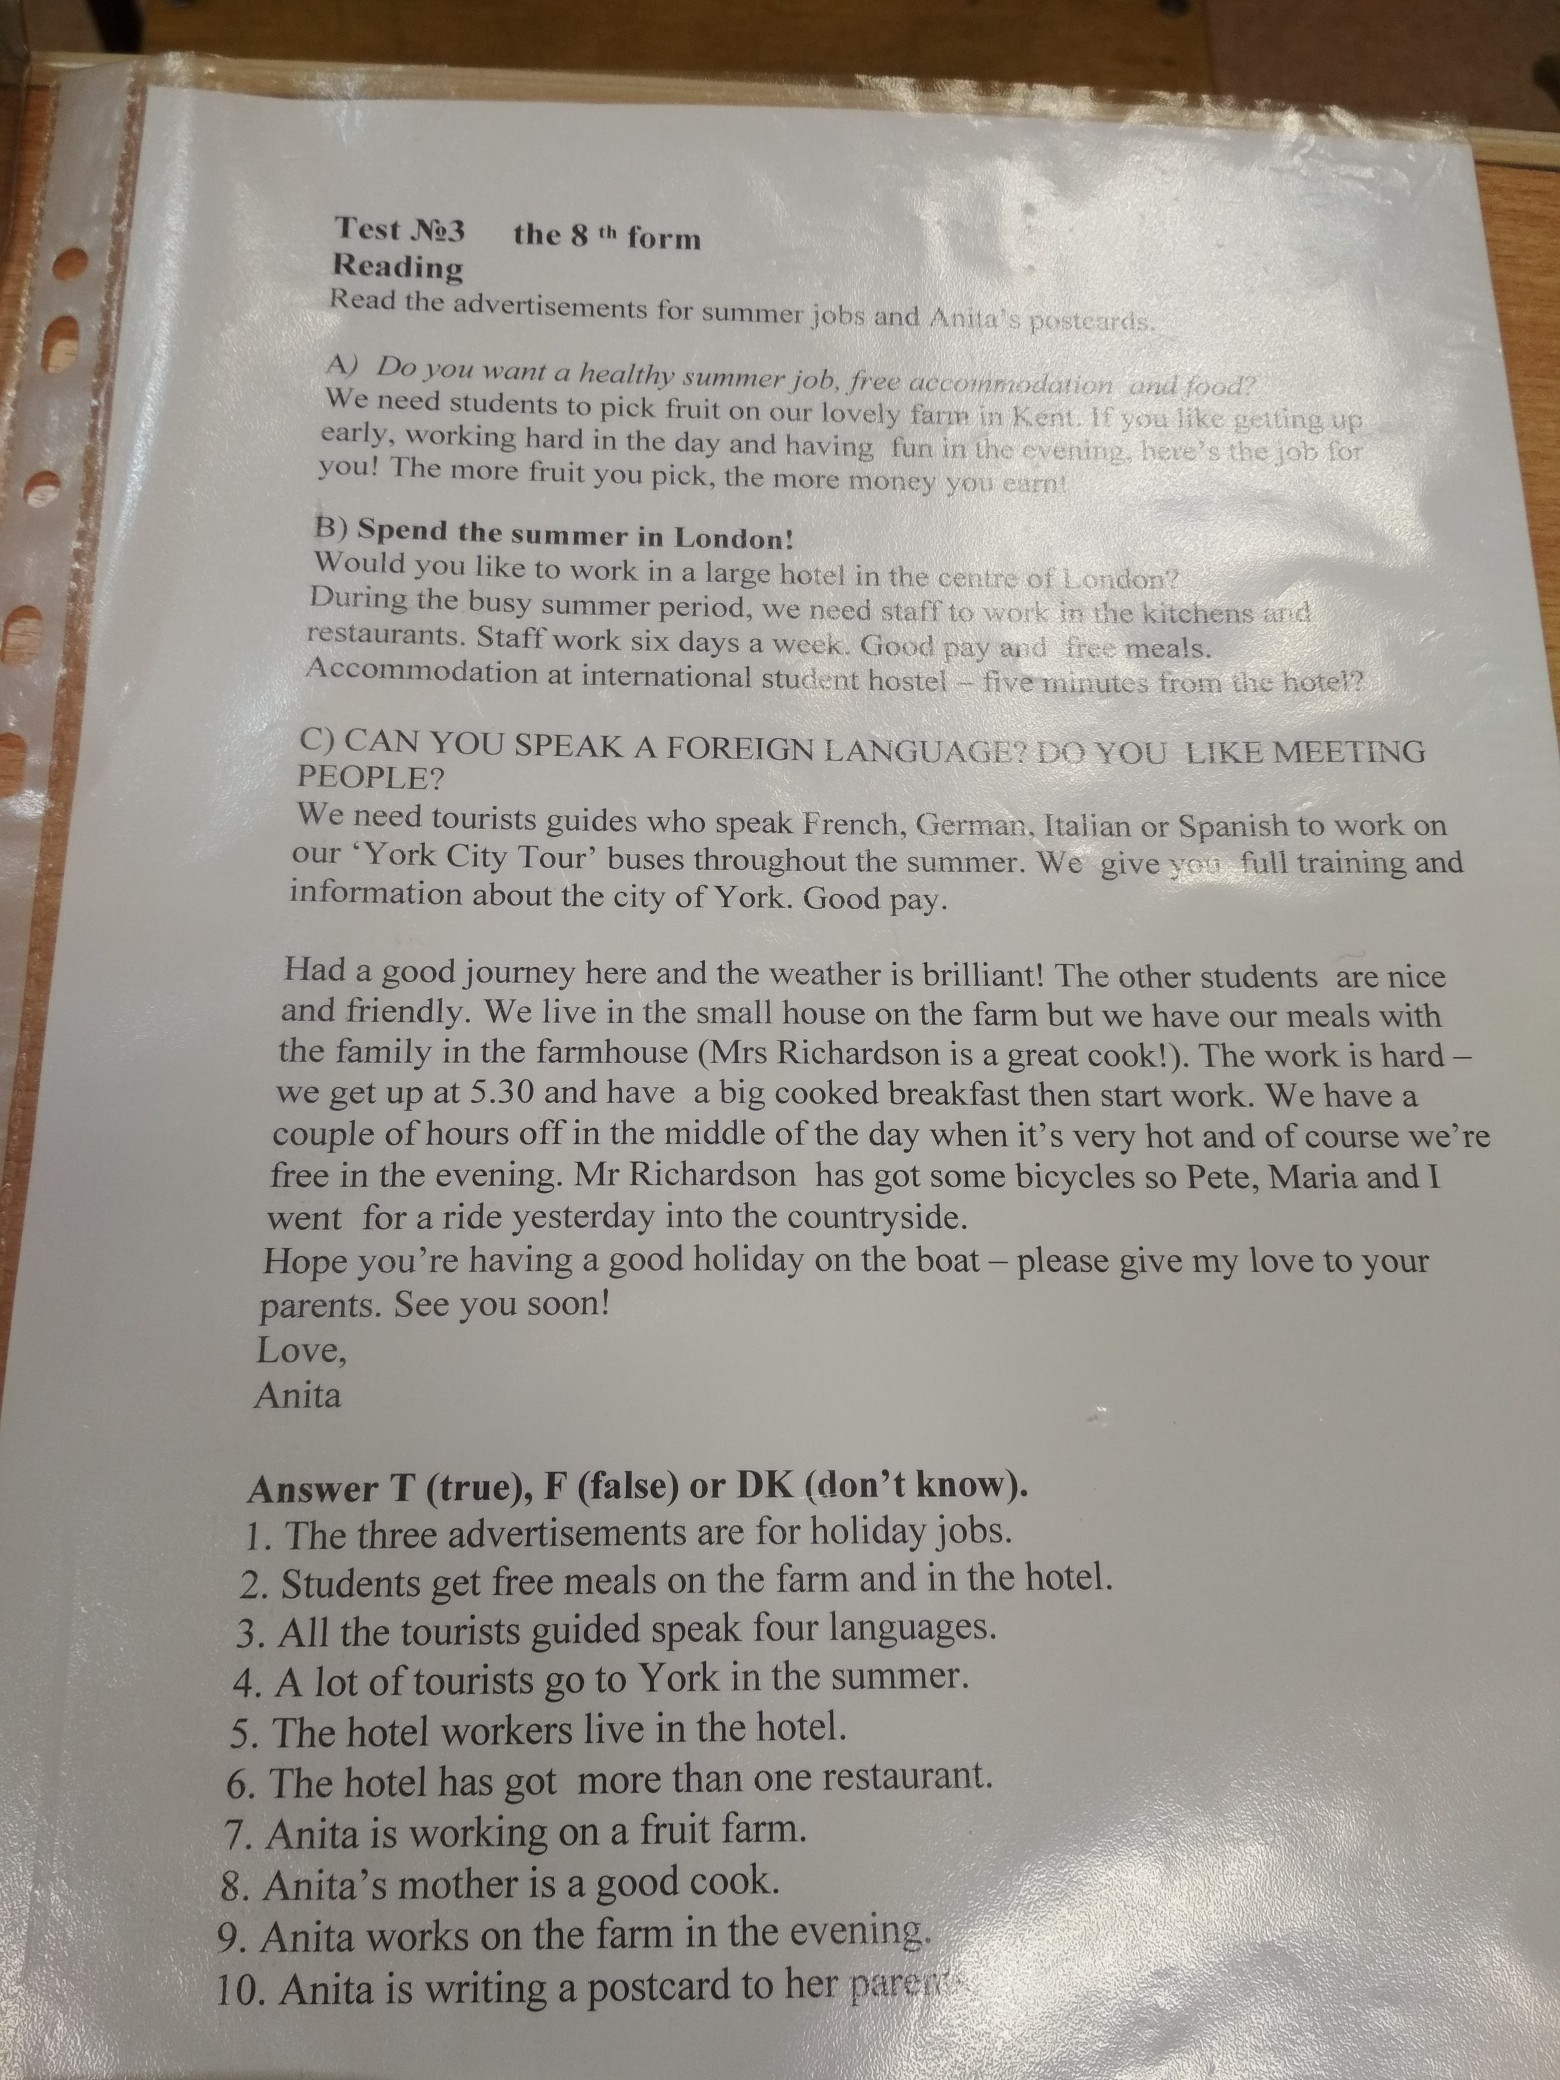 Test №3 the 8 th form
Reading
Read the advertisements for summer jobs and Anita's postcards.
A) Do you want a healthy summer job, free accommodation and food?
We need students to pick fruit on our lovely farm in Kent. If you like getting up
early, working hard in the day and having fun in the evening, here's the job for
you! The more fruit you pick, the more money you earn!
B) Spend the summer in London!
Would you like to work in a large hotel in the centre of London?
During the busy summer period, we need staff to work in the kitchens and
restaurants. Staff work six days a week. Good pay and free meals.
Accommodation at international student hostel – five minutes from the hotel?
C) CAN YOU SPEAK A FOREIGN LANGUAGE? DO YOU LIKE MEETING
PEOPLE?
We need tourists guides who speak French, German, Italian or Spanish to work on
our ‘York City Tour’ buses throughout the summer. We give you full training and
information about the city of York. Good pay.
Had a good journey here and the weather is brilliant! The other students are nice
and friendly. We live in the small house on the farm but we have our meals with
the family in the farmhouse (Mrs Richardson is a great cook!). The work is hard –
we get up at 5.30 and have a big cooked breakfast then start work. We have a
couple of hours off in the middle of the day when it's very hot and of course we're
free in the evening. Mr Richardson has got some bicycles so Pete, Maria and I
went for a ride yesterday into the countryside.
Hope you're having a good holiday on the boat – please give my love to your
parents. See you soon!
Love,
Anita
Answer T (true), F (false) or DK (don't know).
1. The three advertisements are for holiday jobs.
2. Students get free meals on the farm and in the hotel.
3. All the tourists guided speak four languages.
4. A lot of tourists go to York in the summer.
5. The hotel workers live in the hotel.
6. The hotel has got more than one restaurant.
7. Anita is working on a fruit farm.
8. Anita's mother is a good cook.
9. Anita works on the farm in the evening.
10. Anita is writing a postcard to her parents